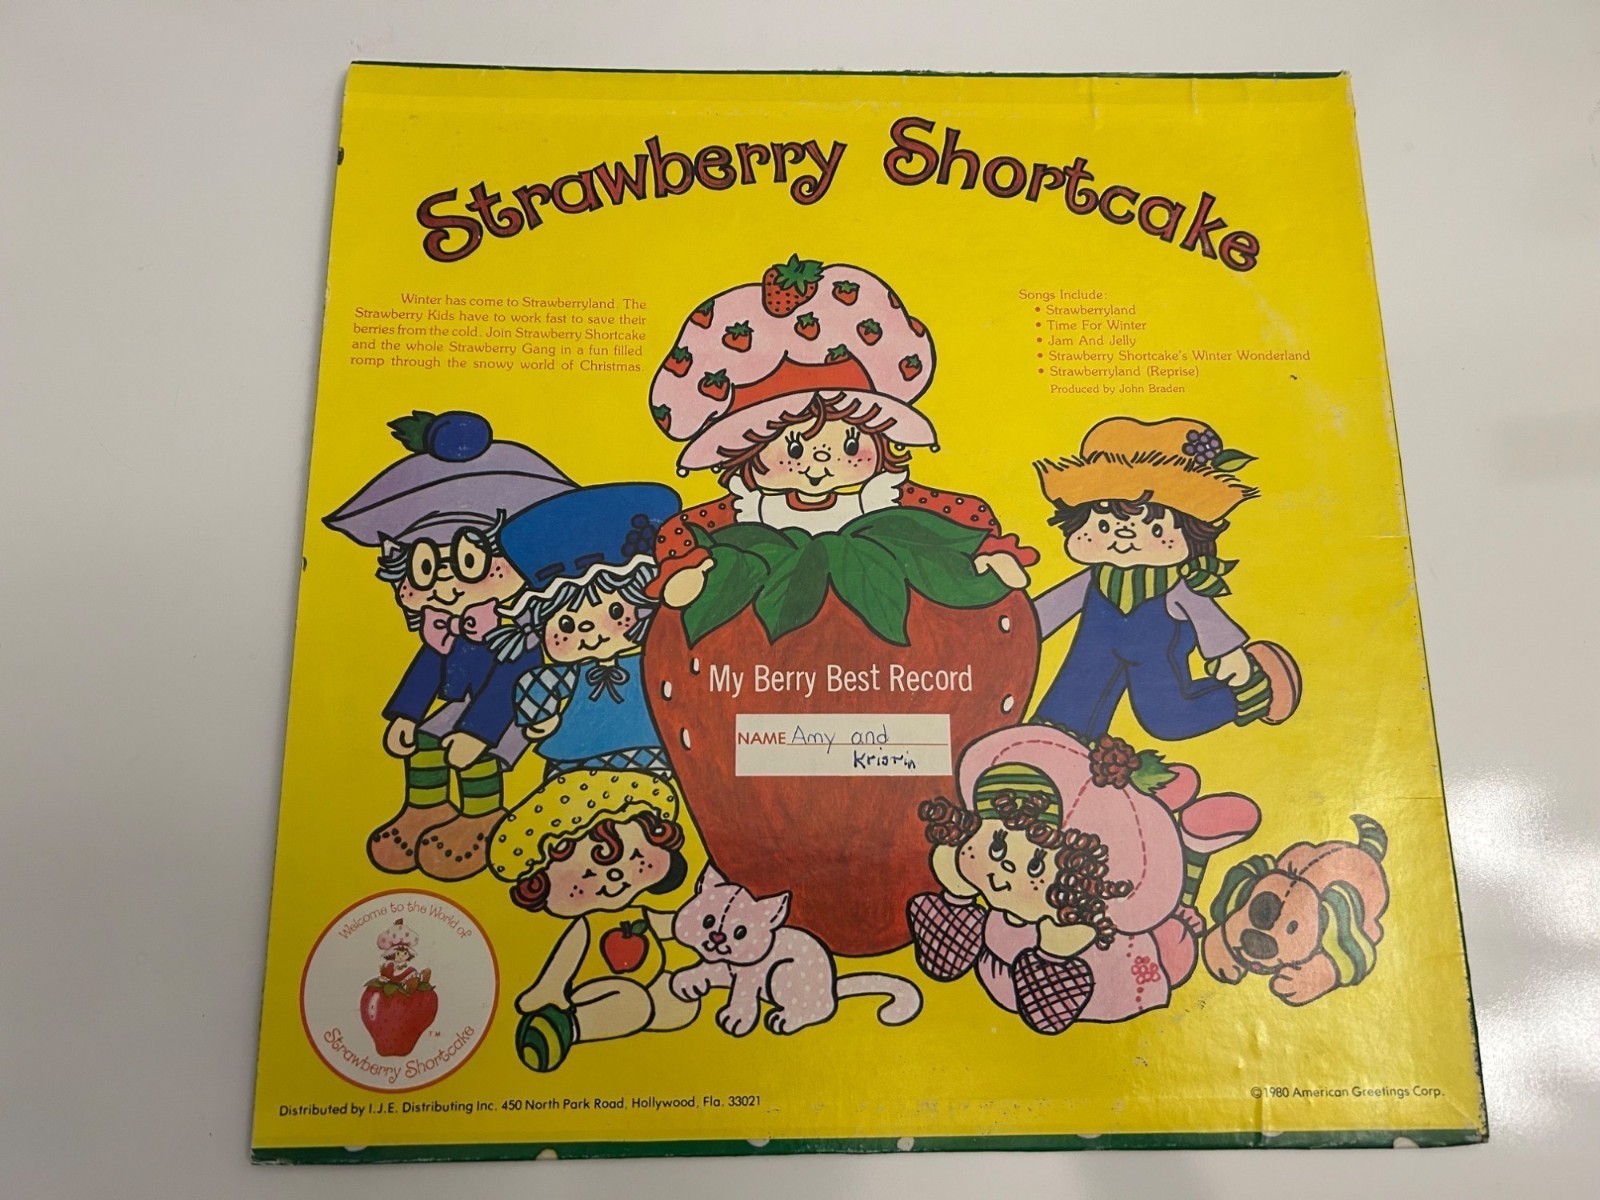 Strawberry Shortcake
Winter has come to Strawberryland. The
Strawberry Kids have to work fast to save their
berries from the cold. Join Strawberry Shortcake
and the whole Strawberry Gang in a fun filled
romp through the snowy world of Christmas.
Songs Include:
• Strawberryland
• Time For Winter
• Jam And Jelly
• Strawberry Shortcake's Winter Wonderland
• Strawberryland (Reprise)
Produced by John Braden
My Berry Best Record
NAME Amy and
Kristin
Welcome to the World of
T.M.
Strawberry Shortcake
Distributed by I.J.E. Distributing Inc. 450 North Park Road, Hollywood, Fla. 33021
©1980 American Greetings Corp.